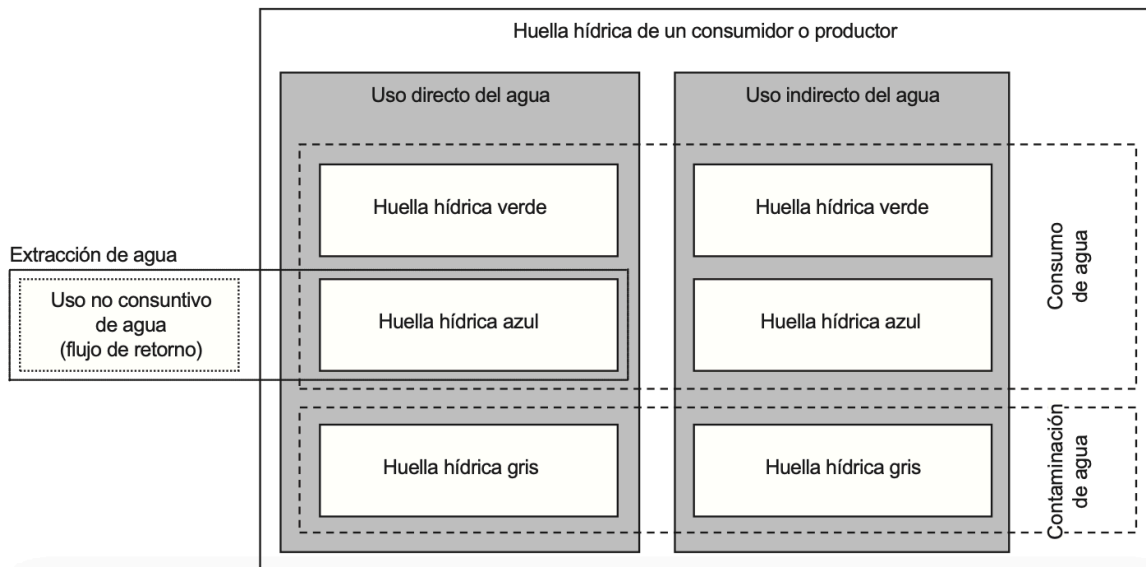 Huella hídrica de un consumidor o productor
Uso directo del agua
Uso indirecto del agua
Huella hídrica verde
Huella hídrica verde
Extracción de agua
Uso no consuntivo
de agua
(flujo de retorno)
Huella hídrica azul
Huella hídrica azul
Consumo
de agua
Huella hídrica gris
Huella hídrica gris
Contaminación
de agua